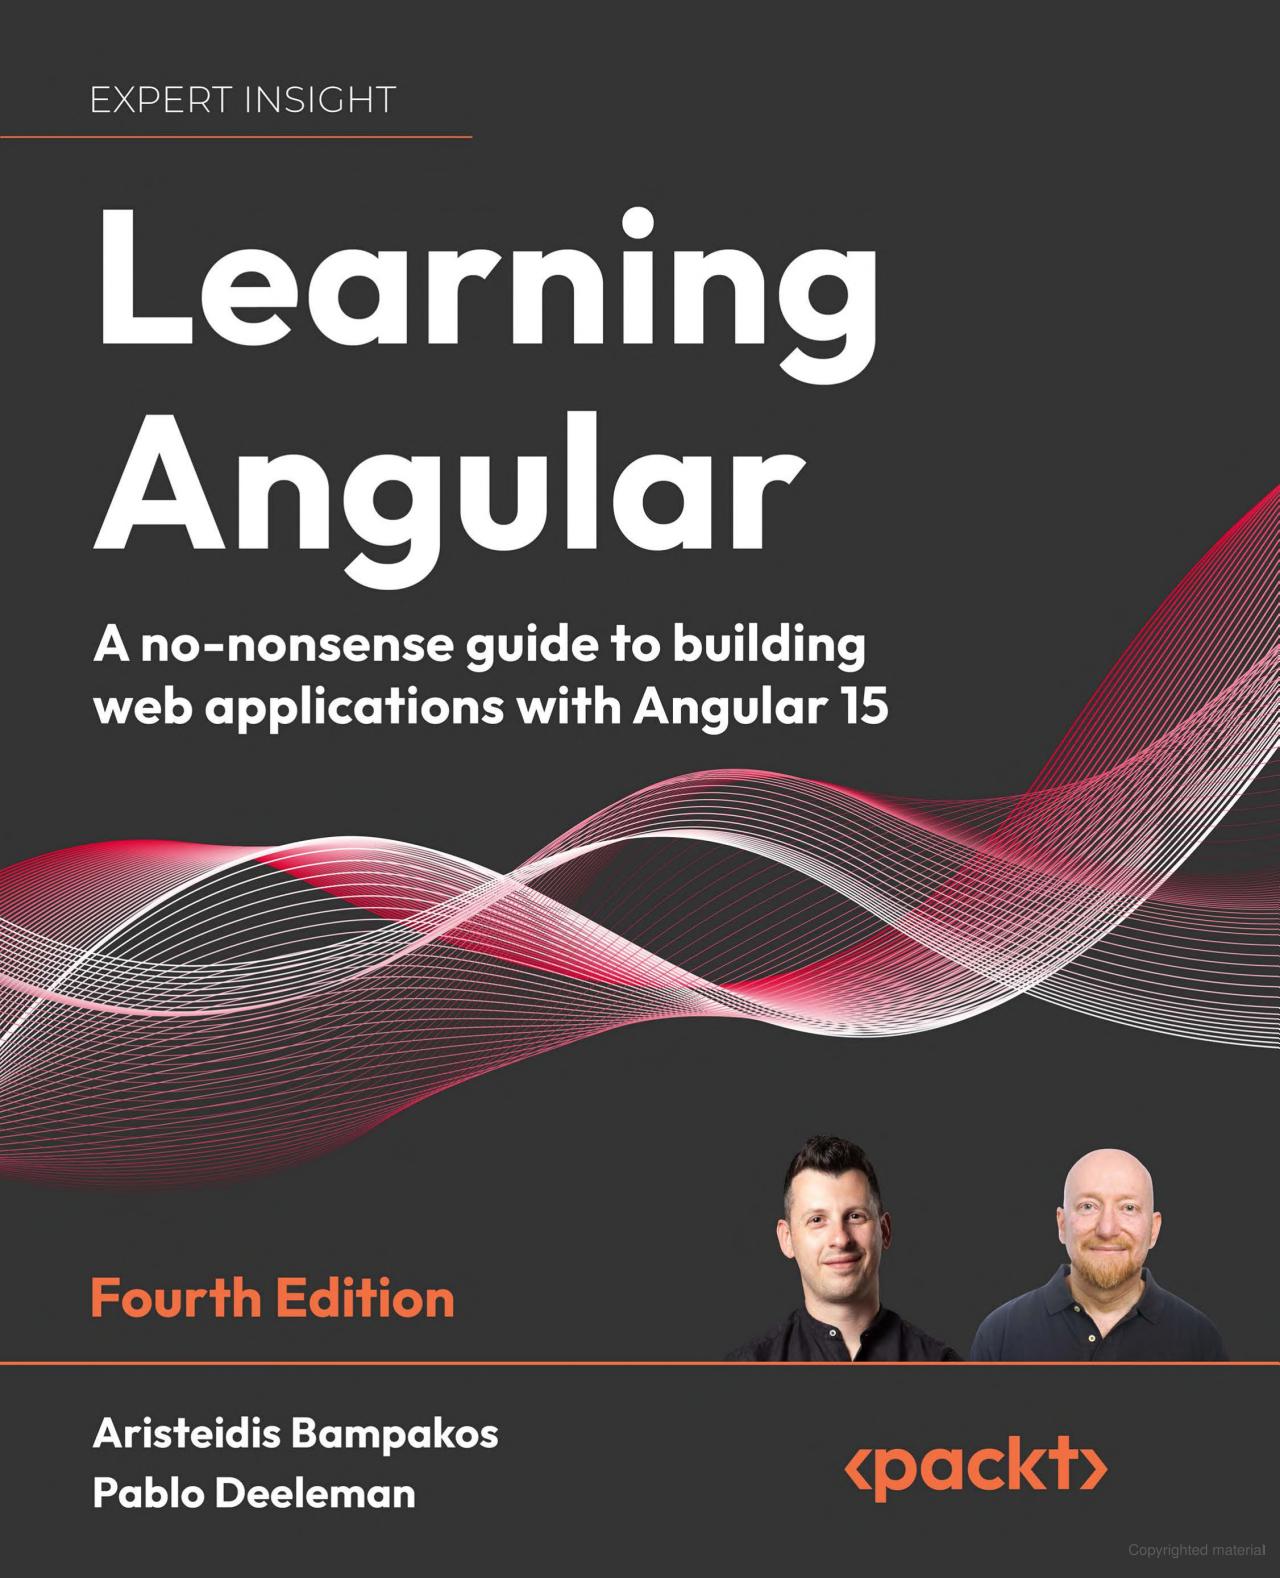 EXPERT INSIGHT
Learning
Angular
A no-nonsense guide to building
web applications with Angular 15
Fourth Edition
Aristeidis Bampakos
Pablo Deeleman
<packt>
Copyrighted material